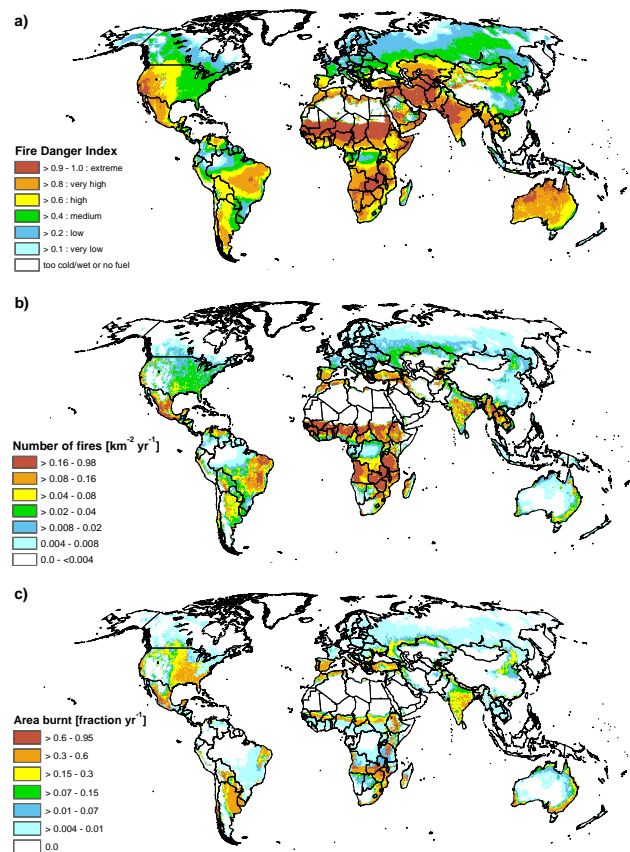 a)
Fire Danger Index
> 0.9 - 1.0 : extreme
> 0.8 : very high
> 0.6 : high
> 0.4 : medium
> 0.2 : low
> 0.1 : very low
too cold/wet or no fuel
b)
Number of fires [km⁻² yr⁻¹]
> 0.16 - 0.98
> 0.08 - 0.16
> 0.04 - 0.08
> 0.02 - 0.04
> 0.008 - 0.02
0.004 - 0.008
0.0 - <0.004
c)
Area burnt [fraction yr⁻¹]
> 0.6 - 0.95
> 0.3 - 0.6
> 0.15 - 0.3
> 0.07 - 0.15
> 0.01 - 0.07
> 0.004 - 0.01
0.0